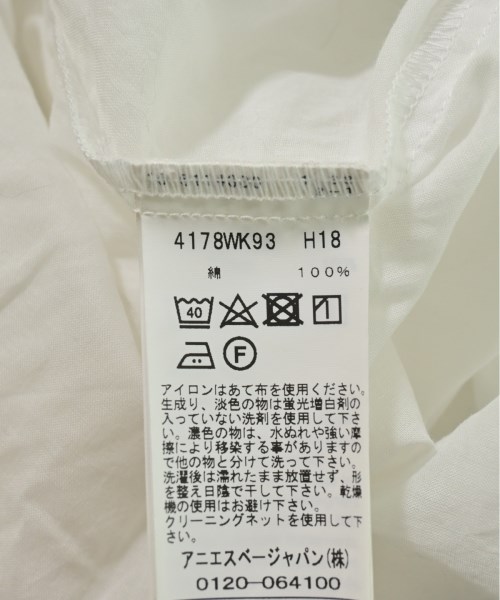 4178WK93 H18
綿 100%
40
F
アイロンはあて布を使用ください。
生成り、淡色の物は蛍光増白剤の
入っていない洗剤を使用して下さ
い。濃色の物は、水ぬれや強い摩
擦により移染する事がありますの
で他の物と分けて洗って下さい。
洗濯後は濡れたまま放置せず、形
を整え日陰で干して下さい。乾燥
機の使用はお避け下さい。
クリーニングネットを使用して下
さい。
アニエスベージャパン(株)
0120-064100